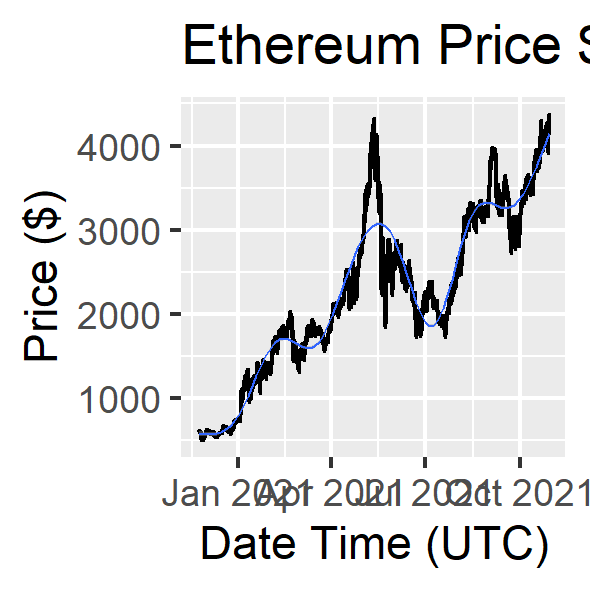 Ethereum Price S
4000
3000
2000
1000
Price ($)
Jan 2021 Apr 2021 Jul 2021 Oct 2021
Date Time (UTC)